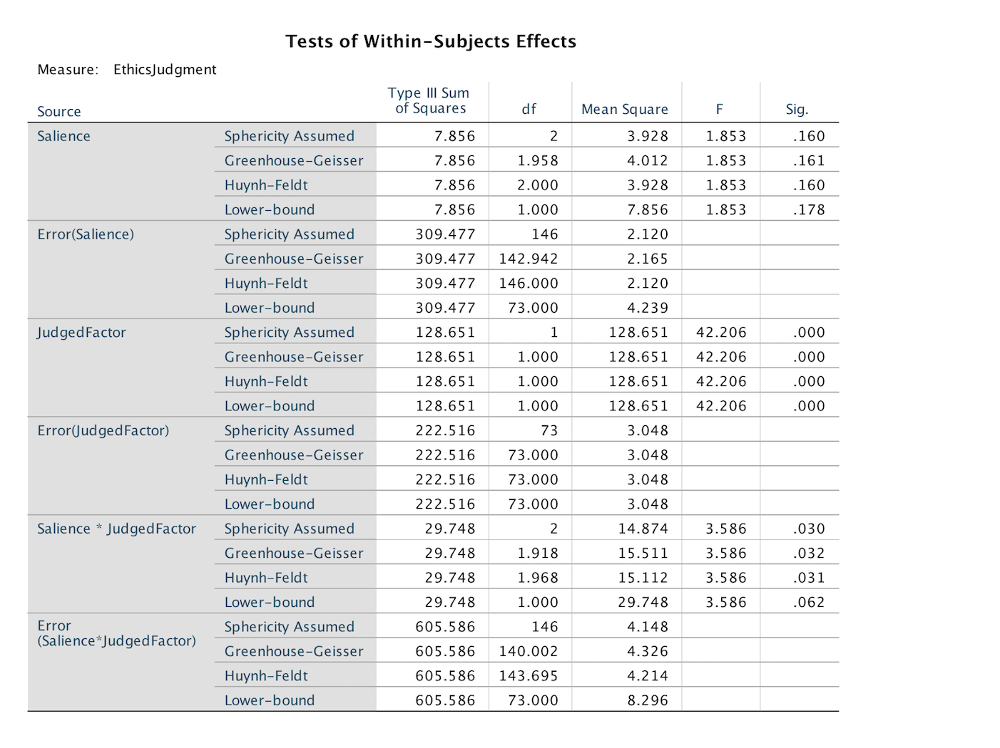 Tests of Within-Subjects Effects
Measure: EthicsJudgment
Source Type III Sum of Squares df Mean Square F Sig.
Salience Sphericity Assumed 7.856 2 3.928 1.853 .160
Greenhouse-Geisser 7.856 1.958 4.012 1.853 .161
Huynh-Feldt 7.856 2.000 3.928 1.853 .160
Lower-bound 7.856 1.000 7.856 1.853 .178
Error(Salience) Sphericity Assumed 309.477 146 2.120
Greenhouse-Geisser 309.477 142.942 2.165
Huynh-Feldt 309.477 146.000 2.120
Lower-bound 309.477 73.000 4.239
JudgedFactor Sphericity Assumed 128.651 1 128.651 42.206 .000
Greenhouse-Geisser 128.651 1.000 128.651 42.206 .000
Huynh-Feldt 128.651 1.000 128.651 42.206 .000
Lower-bound 128.651 1.000 128.651 42.206 .000
Error(JudgedFactor) Sphericity Assumed 222.516 73 3.048
Greenhouse-Geisser 222.516 73.000 3.048
Huynh-Feldt 222.516 73.000 3.048
Lower-bound 222.516 73.000 3.048
Salience * JudgedFactor Sphericity Assumed 29.748 2 14.874 3.586 .030
Greenhouse-Geisser 29.748 1.918 15.511 3.586 .032
Huynh-Feldt 29.748 1.968 15.112 3.586 .031
Lower-bound 29.748 1.000 29.748 3.586 .062
Error (Salience*JudgedFactor) Sphericity Assumed 605.586 146 4.148
Greenhouse-Geisser 605.586 140.002 4.326
Huynh-Feldt 605.586 143.695 4.214
Lower-bound 605.586 73.000 8.296